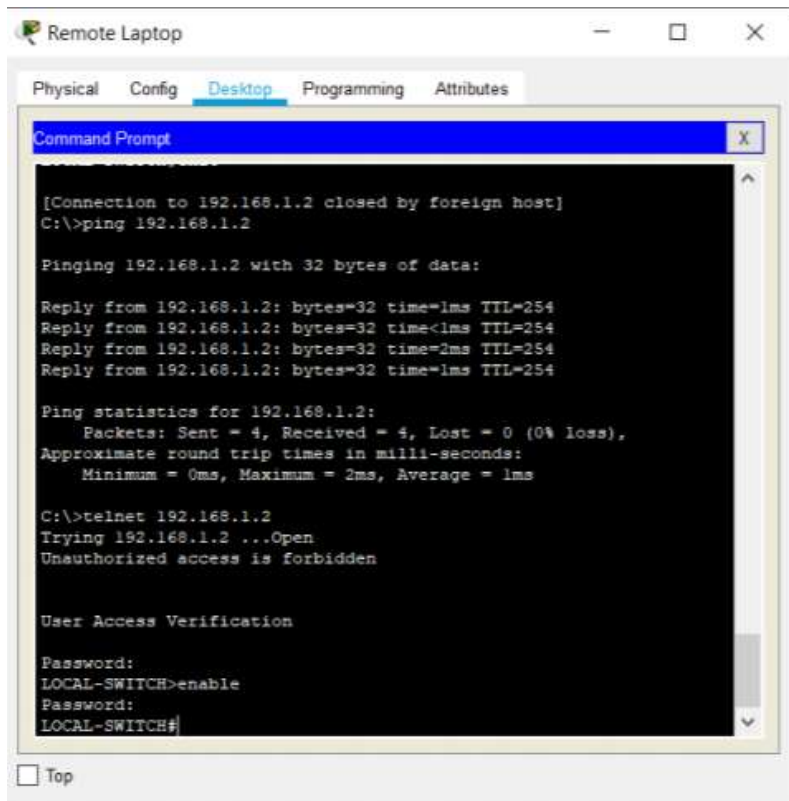 Remote Laptop
Physical Config Desktop Programming Attributes
Command Prompt X
[Connection to 192.168.1.2 closed by foreign host]
C:\>ping 192.168.1.2
Pinging 192.168.1.2 with 32 bytes of data:
Reply from 192.168.1.2: bytes=32 time=1ms TTL=254
Reply from 192.168.1.2: bytes=32 time<1ms TTL=254
Reply from 192.168.1.2: bytes=32 time=2ms TTL=254
Reply from 192.168.1.2: bytes=32 time=1ms TTL=254
Ping statistics for 192.168.1.2:
Packets: Sent = 4, Received = 4, Lost = 0 (0% loss),
Approximate round trip times in milli-seconds:
Minimum = 0ms, Maximum = 2ms, Average = 1ms
C:\>telnet 192.168.1.2
Trying 192.168.1.2 ...Open
Unauthorized access is forbidden
User Access Verification
Password:
LOCAL-SWITCH>enable
Password:
LOCAL-SWITCH#
Top